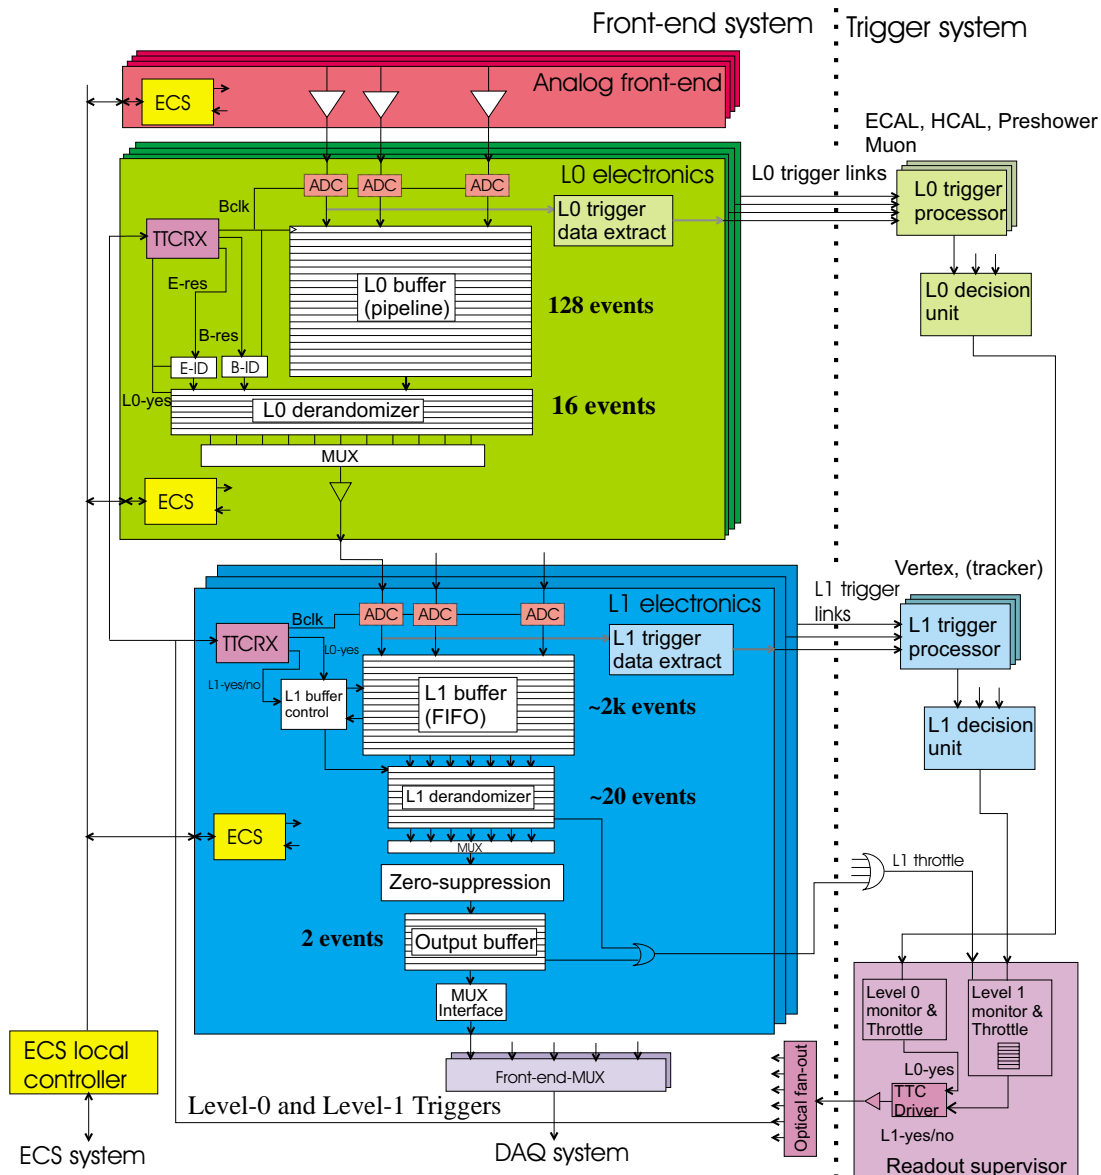 Front-end system
Trigger system
Analog front-end
ECS
ECAL, HCAL, Preshower
Muon
L0 electronics
L0 trigger links
ADC
ADC
ADC
Bclk
L0 trigger
data extract
L0 trigger
processor
TTCRX
E-res
L0 buffer
(pipeline)
128 events
L0 decision
unit
B-res
E-ID
B-ID
L0-yes
L0 derandomizer
16 events
MUX
ECS
Vertex, (tracker)
L1 electronics
L1 trigger
links
ADC
ADC
ADC
Bclk
TTCRX
L0-yes
L1 trigger
data extract
L1 trigger
processor
L1-yes/no
L1 buffer
control
L1 buffer
(FIFO)
~2k events
L1 decision
unit
L1 derandomizer
~20 events
ECS
MUX
L1 throttle
Zero-suppression
2 events
Output buffer
MUX
Interface
Level 0
monitor &
Throttle
Level 1
monitor &
Throttle
ECS local
controller
Front-end-MUX
Optical fan-out
L0-yes
TTC
Driver
Level-0 and Level-1 Triggers
L1-yes/no
ECS system
DAQ system
Readout supervisor